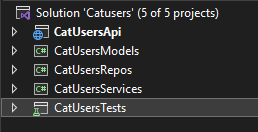 Solution 'Catusers' (5 of 5 projects)
CatUsersApi
C# CatUsersModels
C# CatUsersRepos
C# CatUsersServices
CatUsersTests